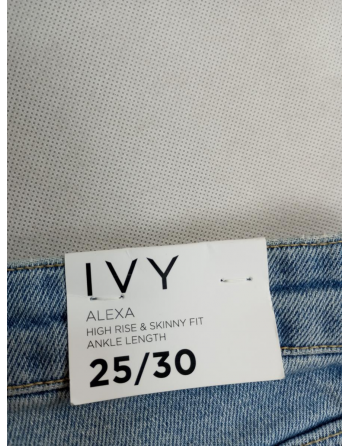 IVY
ALEXA
HIGH RISE & SKINNY FIT
ANKLE LENGTH
25/30